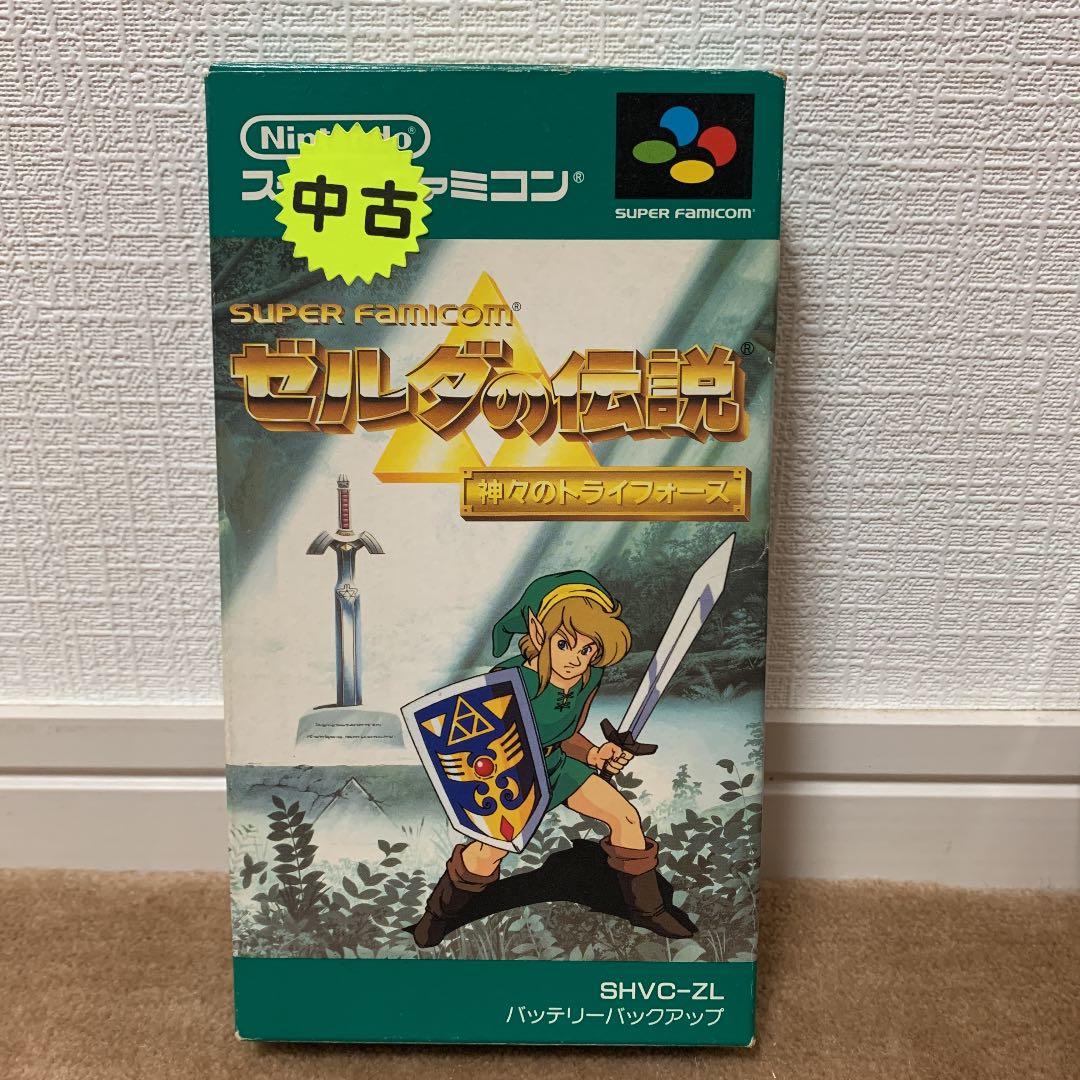 Nintendo®
スーパーファミコン®
中古
SUPER FAMICOM
SUPER FAMICOM®
ゼルダの伝説®
神々のトライフォース
SHVC-ZL
バッテリーバックアップ